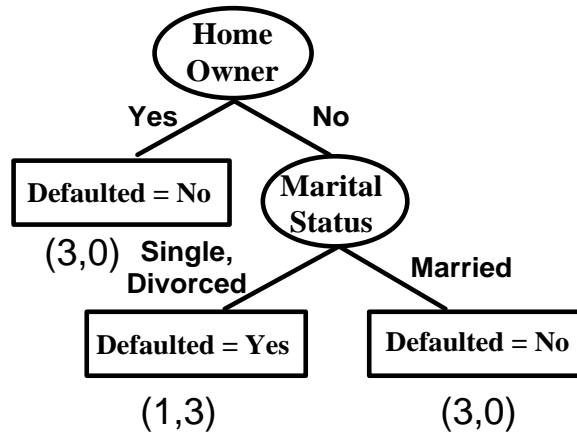 Home
Owner
Yes
No
Defaulted = No
Marital
Status
(3,0)
Single,
Divorced
Married
Defaulted = Yes
Defaulted = No
(1,3)
(3,0)